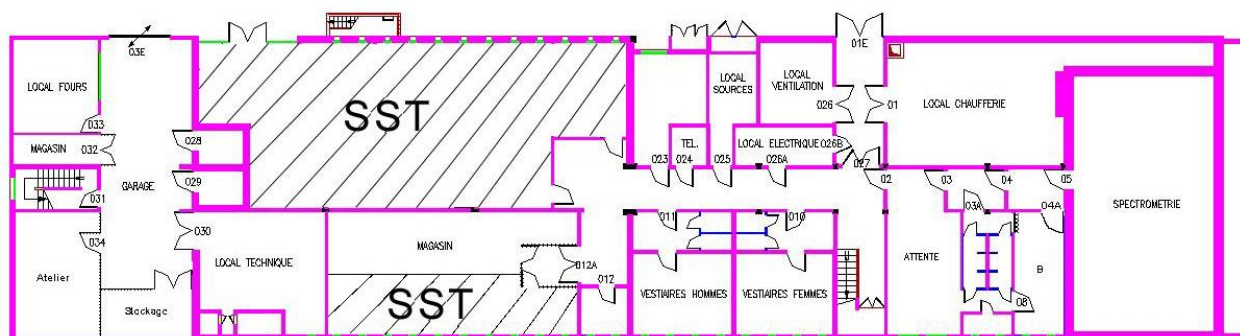 03E
01E
LOCAL FOURS
033
SST
LOCAL
SOURCES
LOCAL
VENTILATION
026
01
LOCAL CHAUFFERIE
MAGASIN
032
028
TEL.
LOCAL ELECTRIQUE
026B
023
024
025
026A
027
GARAGE
029
031
02
03
04
05
03A
04A
SPECTROMETRIE
034
030
011
010
MAGASIN
LOCAL TECHNIQUE
012A
012
ATTENTE
B
08
Atelier
Stockage
SST
VESTIAIRES HOMMES
VESTIAIRES FEMMES